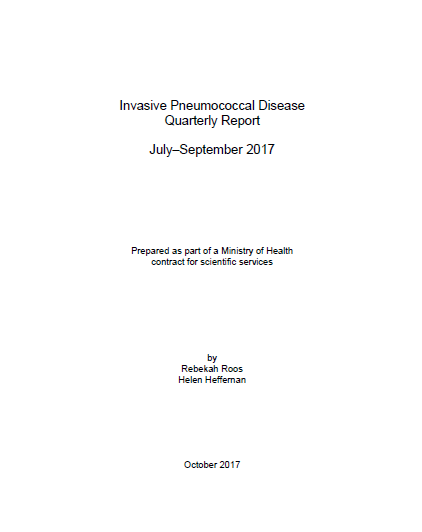 Invasive Pneumococcal Disease
Quarterly Report
July–September 2017
Prepared as part of a Ministry of Health
contract for scientific services
by
Rebekah Roos
Helen Heffernan
October 2017